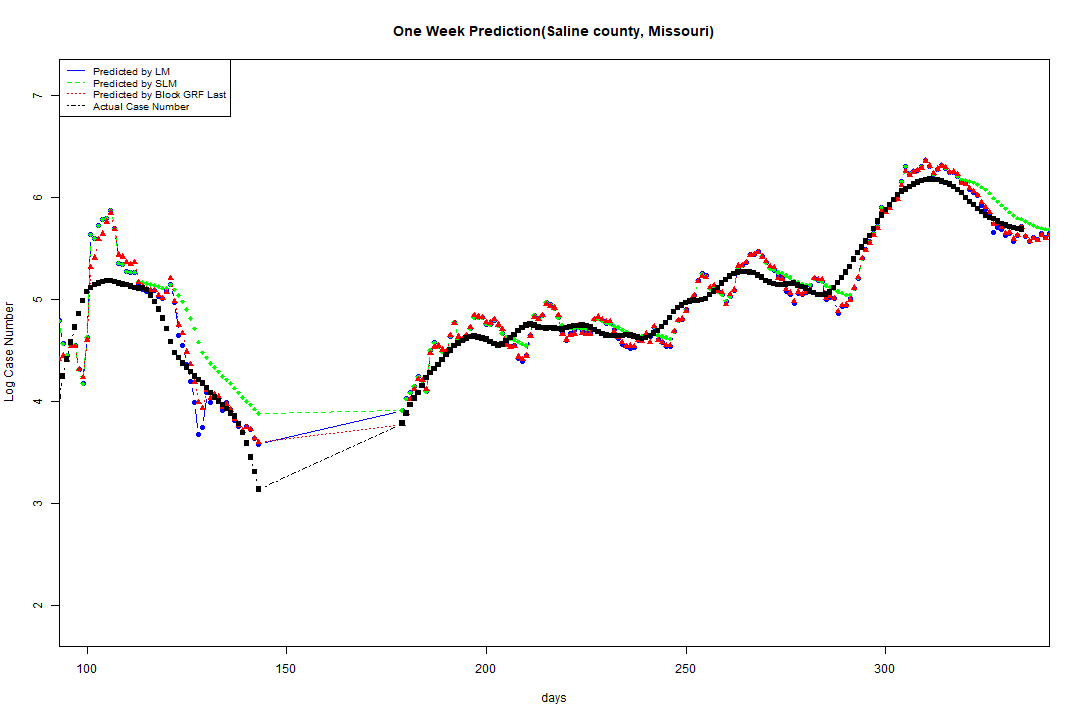 One Week Prediction(Saline county, Missouri)
Predicted by LM
Predicted by SLM
Predicted by Block GRF Last
Actual Case Number
Log Case Number
7
6
5
4
3
2
100 150 200 250 300
days